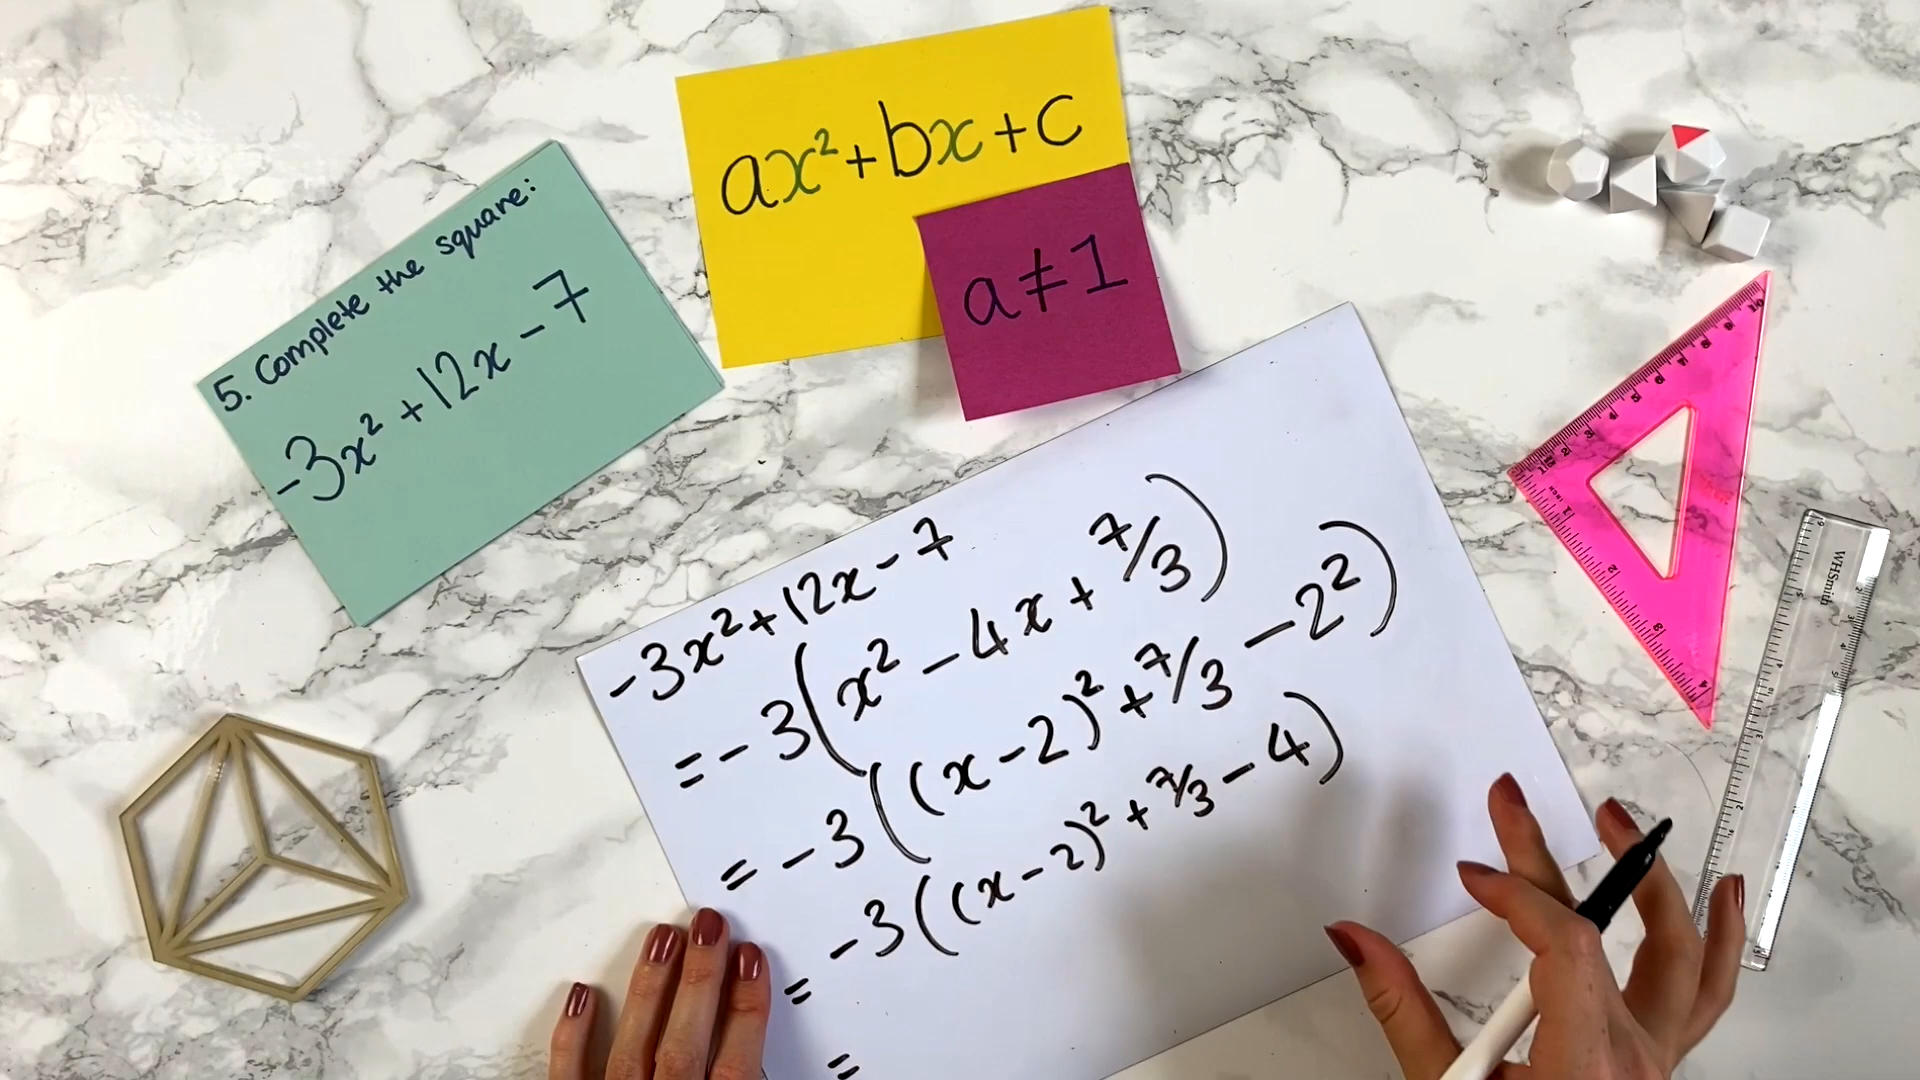 5. Complete the square:
-3x² + 12x - 7
ax² + bx + c
a ≠ 1
-3x² + 12x - 7
= -3(x² - 4x + 7/3)
= -3((x - 2)² + 7/3 - 2²)
= -3((x - 2)² + 7/3 - 4)
=
WHSmith